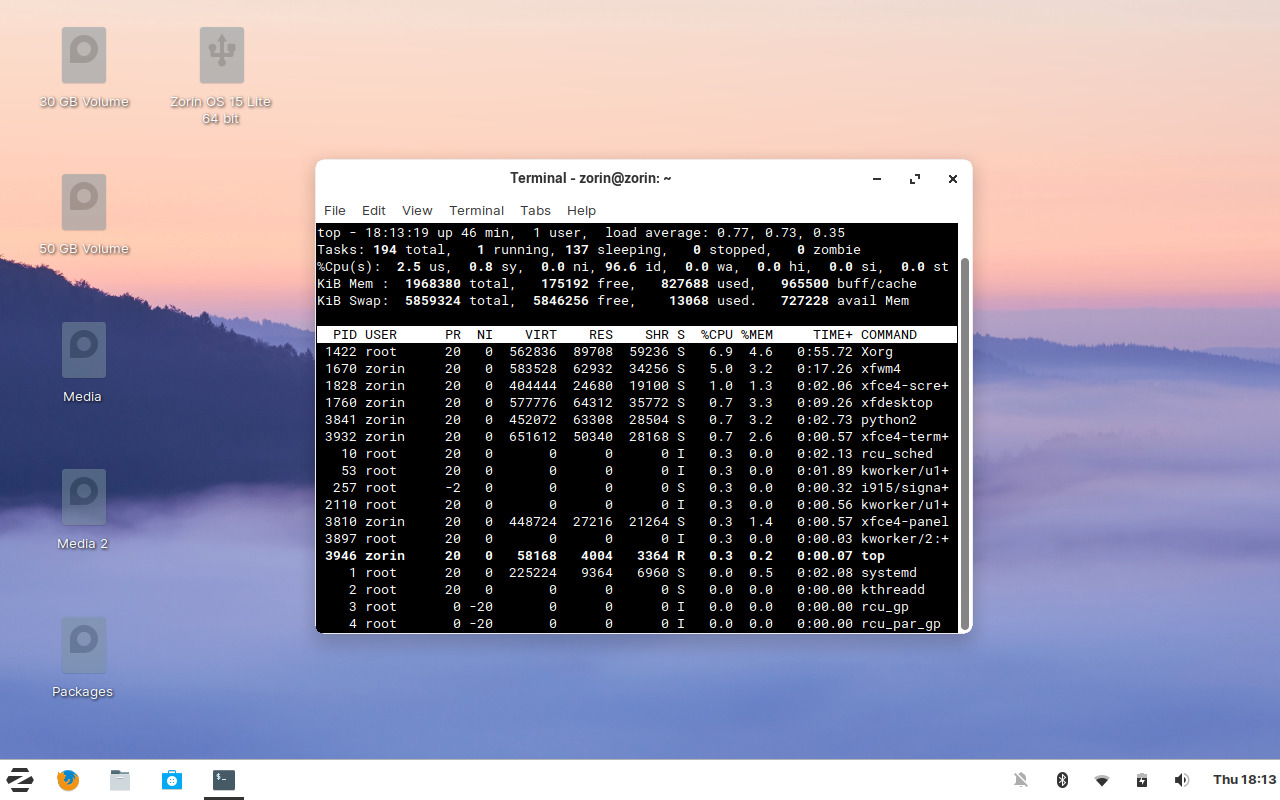 30 GB Volume
Zorin OS 15 Lite
64 bit
50 GB Volume
Media
Media 2
Packages
Terminal - zorin@zorin: ~
File Edit View Terminal Tabs Help
top - 18:13:19 up 46 min,  1 user,  load average: 0.77, 0.73, 0.35
Tasks: 194 total,   1 running, 137 sleeping,   0 stopped,   0 zombie
%Cpu(s):  2.5 us,  0.8 sy,  0.0 ni, 96.6 id,  0.0 wa,  0.0 hi,  0.0 si,  0.0 st
KiB Mem :  1968380 total,   175192 free,   827688 used,   965500 buff/cache
KiB Swap:  5859324 total,  5846256 free,    13068 used.   727228 avail Mem
PID USER      PR  NI    VIRT    RES    SHR S  %CPU %MEM     TIME+ COMMAND
1422 root      20   0  562836  89708  59236 S   6.9  4.6   0:55.72 Xorg
1670 zorin     20   0  583528  62932  34256 S   5.0  3.2   0:17.26 xfwm4
1828 zorin     20   0  404444  24680  19100 S   1.0  1.3   0:02.06 xfce4-scre+
1760 zorin     20   0  577776  64312  35772 S   0.7  3.3   0:09.26 xfdesktop
3841 zorin     20   0  452072  63308  28504 S   0.7  3.2   0:02.73 python2
3932 zorin     20   0  651612  50340  28168 S   0.7  2.6   0:00.57 xfce4-term+
10 root      20   0       0      0      0 I   0.3  0.0   0:02.13 rcu_sched
53 root      20   0       0      0      0 I   0.3  0.0   0:01.89 kworker/u1+
257 root      -2   0       0      0      0 S   0.3  0.0   0:00.32 i915/signa+
2110 root      20   0       0      0      0 I   0.3  0.0   0:00.56 kworker/u1+
3810 zorin     20   0  448724  27216  21264 S   0.3  1.4   0:00.57 xfce4-panel
3897 root      20   0       0      0      0 I   0.3  0.0   0:00.03 kworker/2:+
3946 zorin     20   0   58168   4004   3364 R   0.3  0.2   0:00.07 top
1 root      20   0  225224   9364   6960 S   0.0  0.5   0:02.08 systemd
2 root      20   0       0      0      0 S   0.0  0.0   0:00.00 kthreadd
3 root       0 -20       0      0      0 I   0.0  0.0   0:00.00 rcu_gp
4 root       0 -20       0      0      0 I   0.0  0.0   0:00.00 rcu_par_gp
Thu 18:13